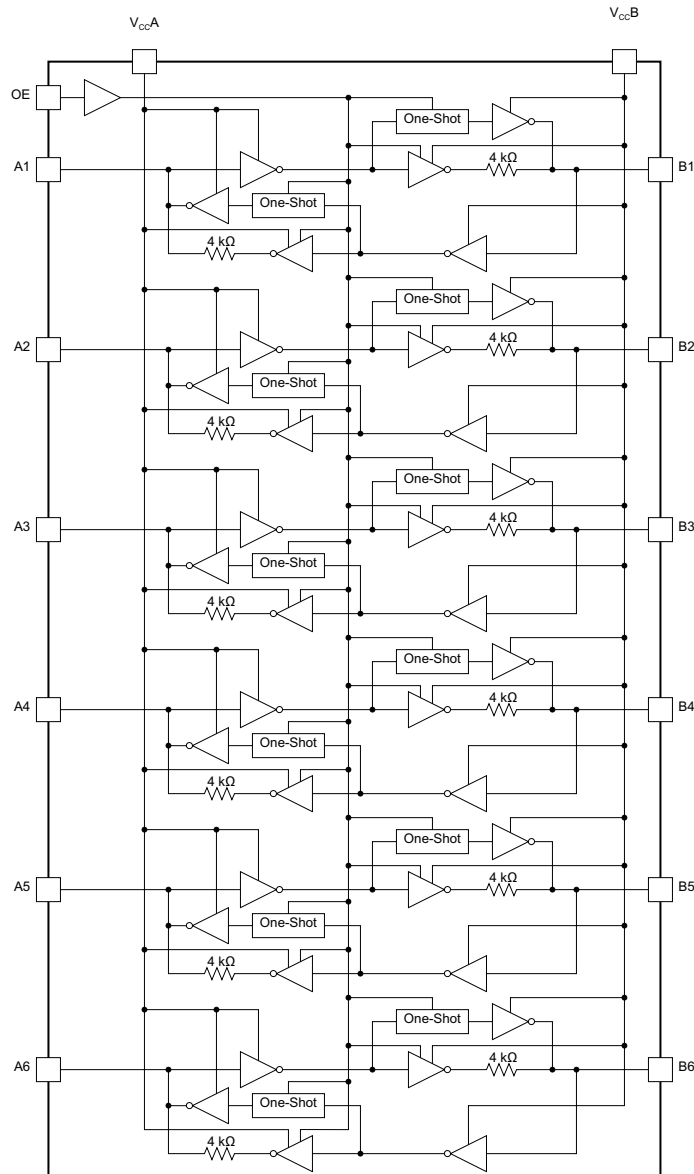 V_CCA V_CCB
OE
One-Shot
A1 4 kΩ B1
One-Shot
4 kΩ
One-Shot
A2 4 kΩ B2
One-Shot
4 kΩ
One-Shot
A3 4 kΩ B3
One-Shot
4 kΩ
One-Shot
A4 4 kΩ B4
One-Shot
4 kΩ
One-Shot
A5 4 kΩ B5
One-Shot
4 kΩ
One-Shot
A6 4 kΩ B6
One-Shot
4 kΩ